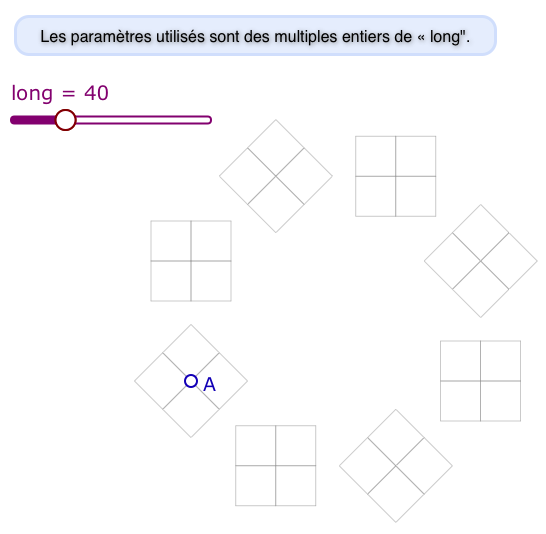 Les paramètres utilisés sont des multiples entiers de « long".
long = 40
A